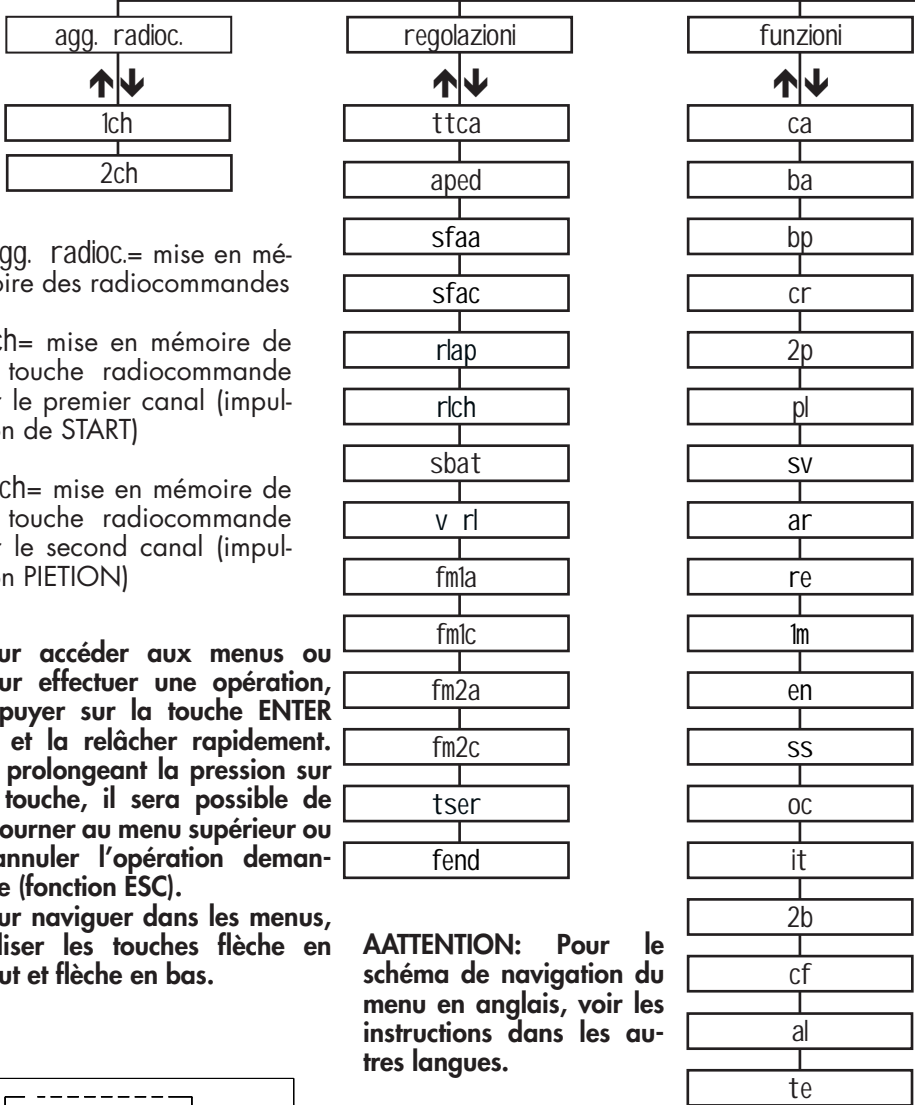 agg. radioc.
1ch
2ch
gg. radioc.= mise en mé-
oire des radiocommandes
ch= mise en mémoire de
touche radiocommande
r le premier canal (impul-
on de START)
ch= mise en mémoire de
touche radiocommande
r le second canal (impul-
on PIETION)
ur accéder aux menus ou
ur effectuer une opération,
puyer sur la touche ENTER
et la relâcher rapidement.
prolongeant la pression sur
touche, il sera possible de
ourner au menu supérieur ou
annuler l'opération deman-
e (fonction ESC).
ur naviguer dans les menus,
liser les touches flèche en
ut et flèche en bas.
regolazioni
ttca
aped
sfaa
sfac
rlap
rlch
sbat
v rl
fm1a
fm1c
fm2a
fm2c
tser
fend
AATTENTION: Pour le
schéma de navigation du
menu en anglais, voir les
instructions dans les au-
tres langues.
funzioni
ca
ba
bp
cr
2p
pl
sv
ar
re
1m
en
ss
oc
it
2b
cf
al
te